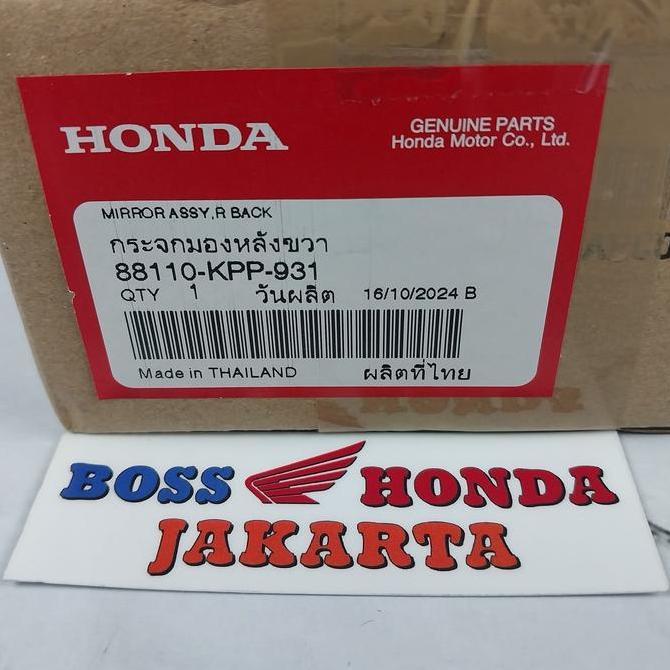 HONDA
GENUINE PARTS
Honda Motor Co., Ltd.
MIRROR ASSY,R BACK
กระจกมองหลังขวา
88110-KPP-931
QTY 1 วันผลิต 16/10/2024 B
Made in THAILAND ผลิตที่ไทย
BOSS HONDA
JAKARTA